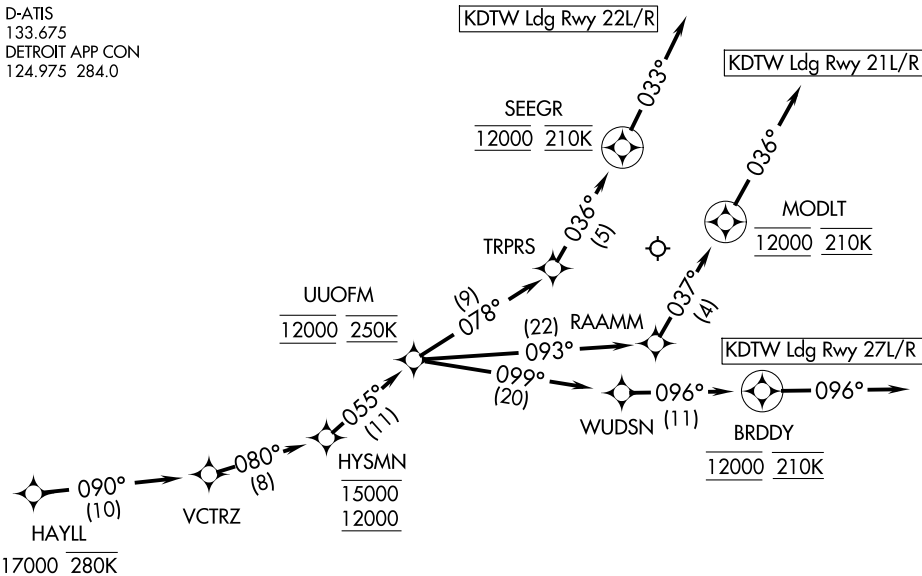 D-ATIS
133.675
DETROIT APP CON
124.975 284.0
KDTW Ldg Rwy 22L/R
KDTW Ldg Rwy 21L/R
033°
SEEGR
12000 210K
036°
036°
(5)
MODLT
12000 210K
TRPRS
037°
(4)
UUOFM
12000 250K
(9)
078°
(22)
093°
RAAMM
KDTW Ldg Rwy 27L/R
099°
(20)
WUDSN
096°
(11)
096°
BRDDY
12000 210K
055°
(11)
HYSMN
15000
12000
080°
(8)
VCTRZ
090°
(10)
HAYLL
17000 280K